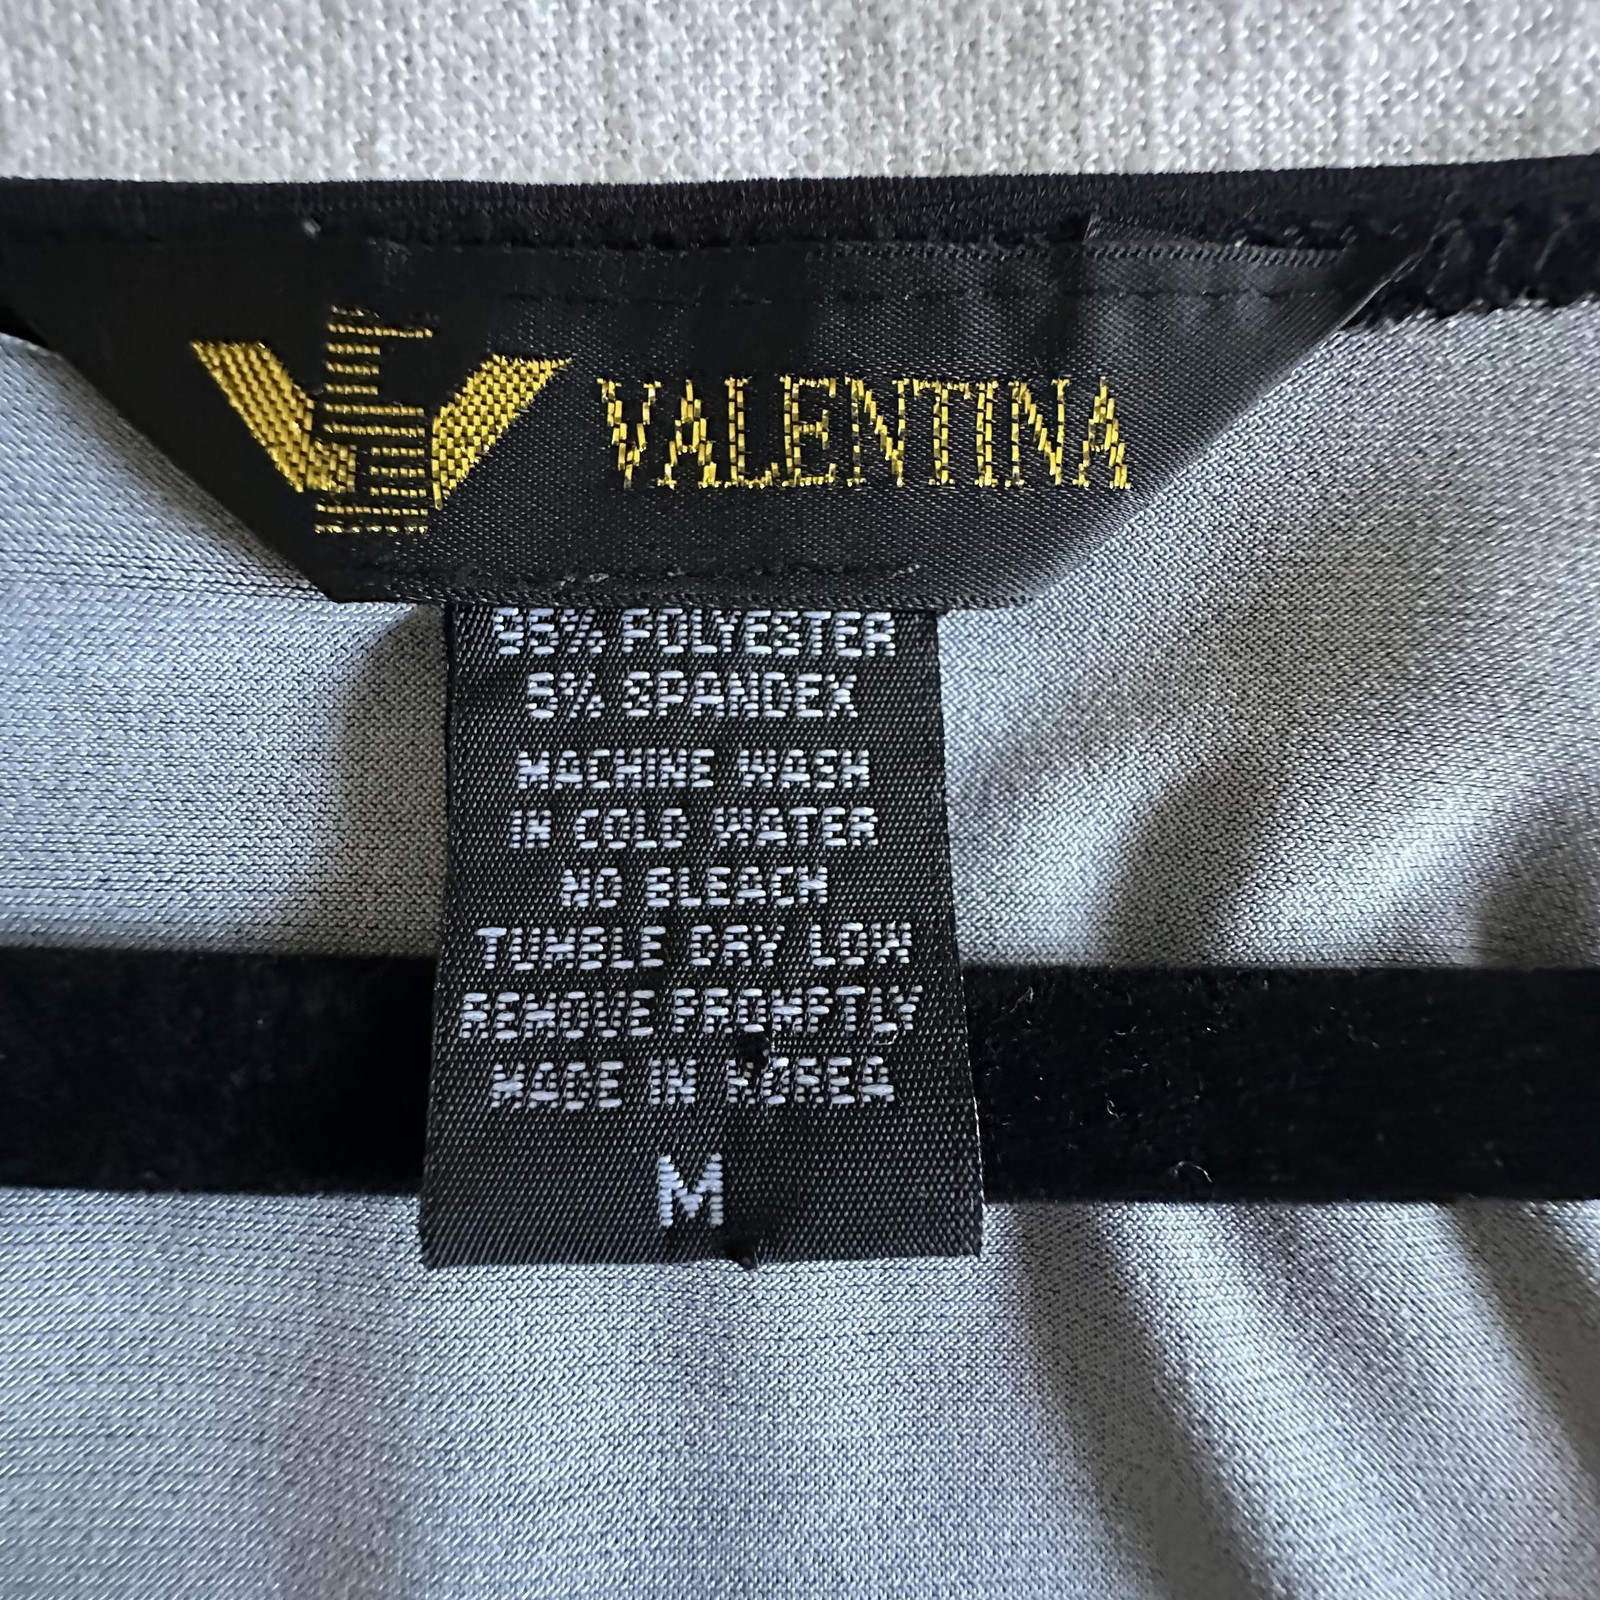 VALENTINA
95% POLYESTER
5% SPANDEX
MACHINE WASH
IN COLD WATER
NO BLEACH
TUMBLE DRY LOW
REMOVE PROMPTLY
MADE IN KOREA
M